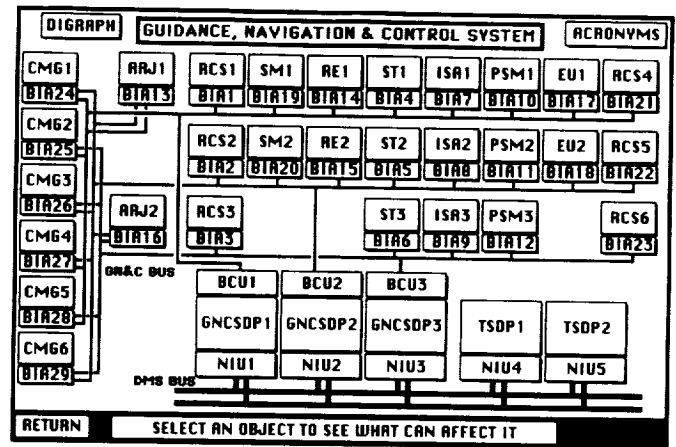 DIGRAPH GUIDANCE, NAVIGATION & CONTROL SYSTEM ACRONYMS
CMG1 ARJ1 RCS1 SM1 RE1 ST1 ISA1 PSM1 EU1 RCS4
BIA24 BIA13 BIA1 BIA19 BIA14 BIA4 BIA7 BIA10 BIA17 BIA21
CMG2 RCS2 SM2 RE2 ST2 ISA2 PSM2 EU2 RCS5
BIA25 BIA2 BIA20 BIA15 BIA5 BIA8 BIA11 BIA18 BIA22
CMG3 ARJ2 RCS3 ST3 ISA3 PSM3 RCS6
BIA26 BIA16 BIA3 BIA6 BIA9 BIA12 BIA23
CMG4
BIA27
GN&C BUS
CMG5 BCU1 BCU2 BCU3
BIA28 GNCSDP1 GNCSDP2 GNCSDP3 TSDP1 TSDP2
CMG6 NIU1 NIU2 NIU3 NIU4 NIU5
BIA29
DMS BUS
RETURN SELECT AN OBJECT TO SEE WHAT CAN AFFECT IT